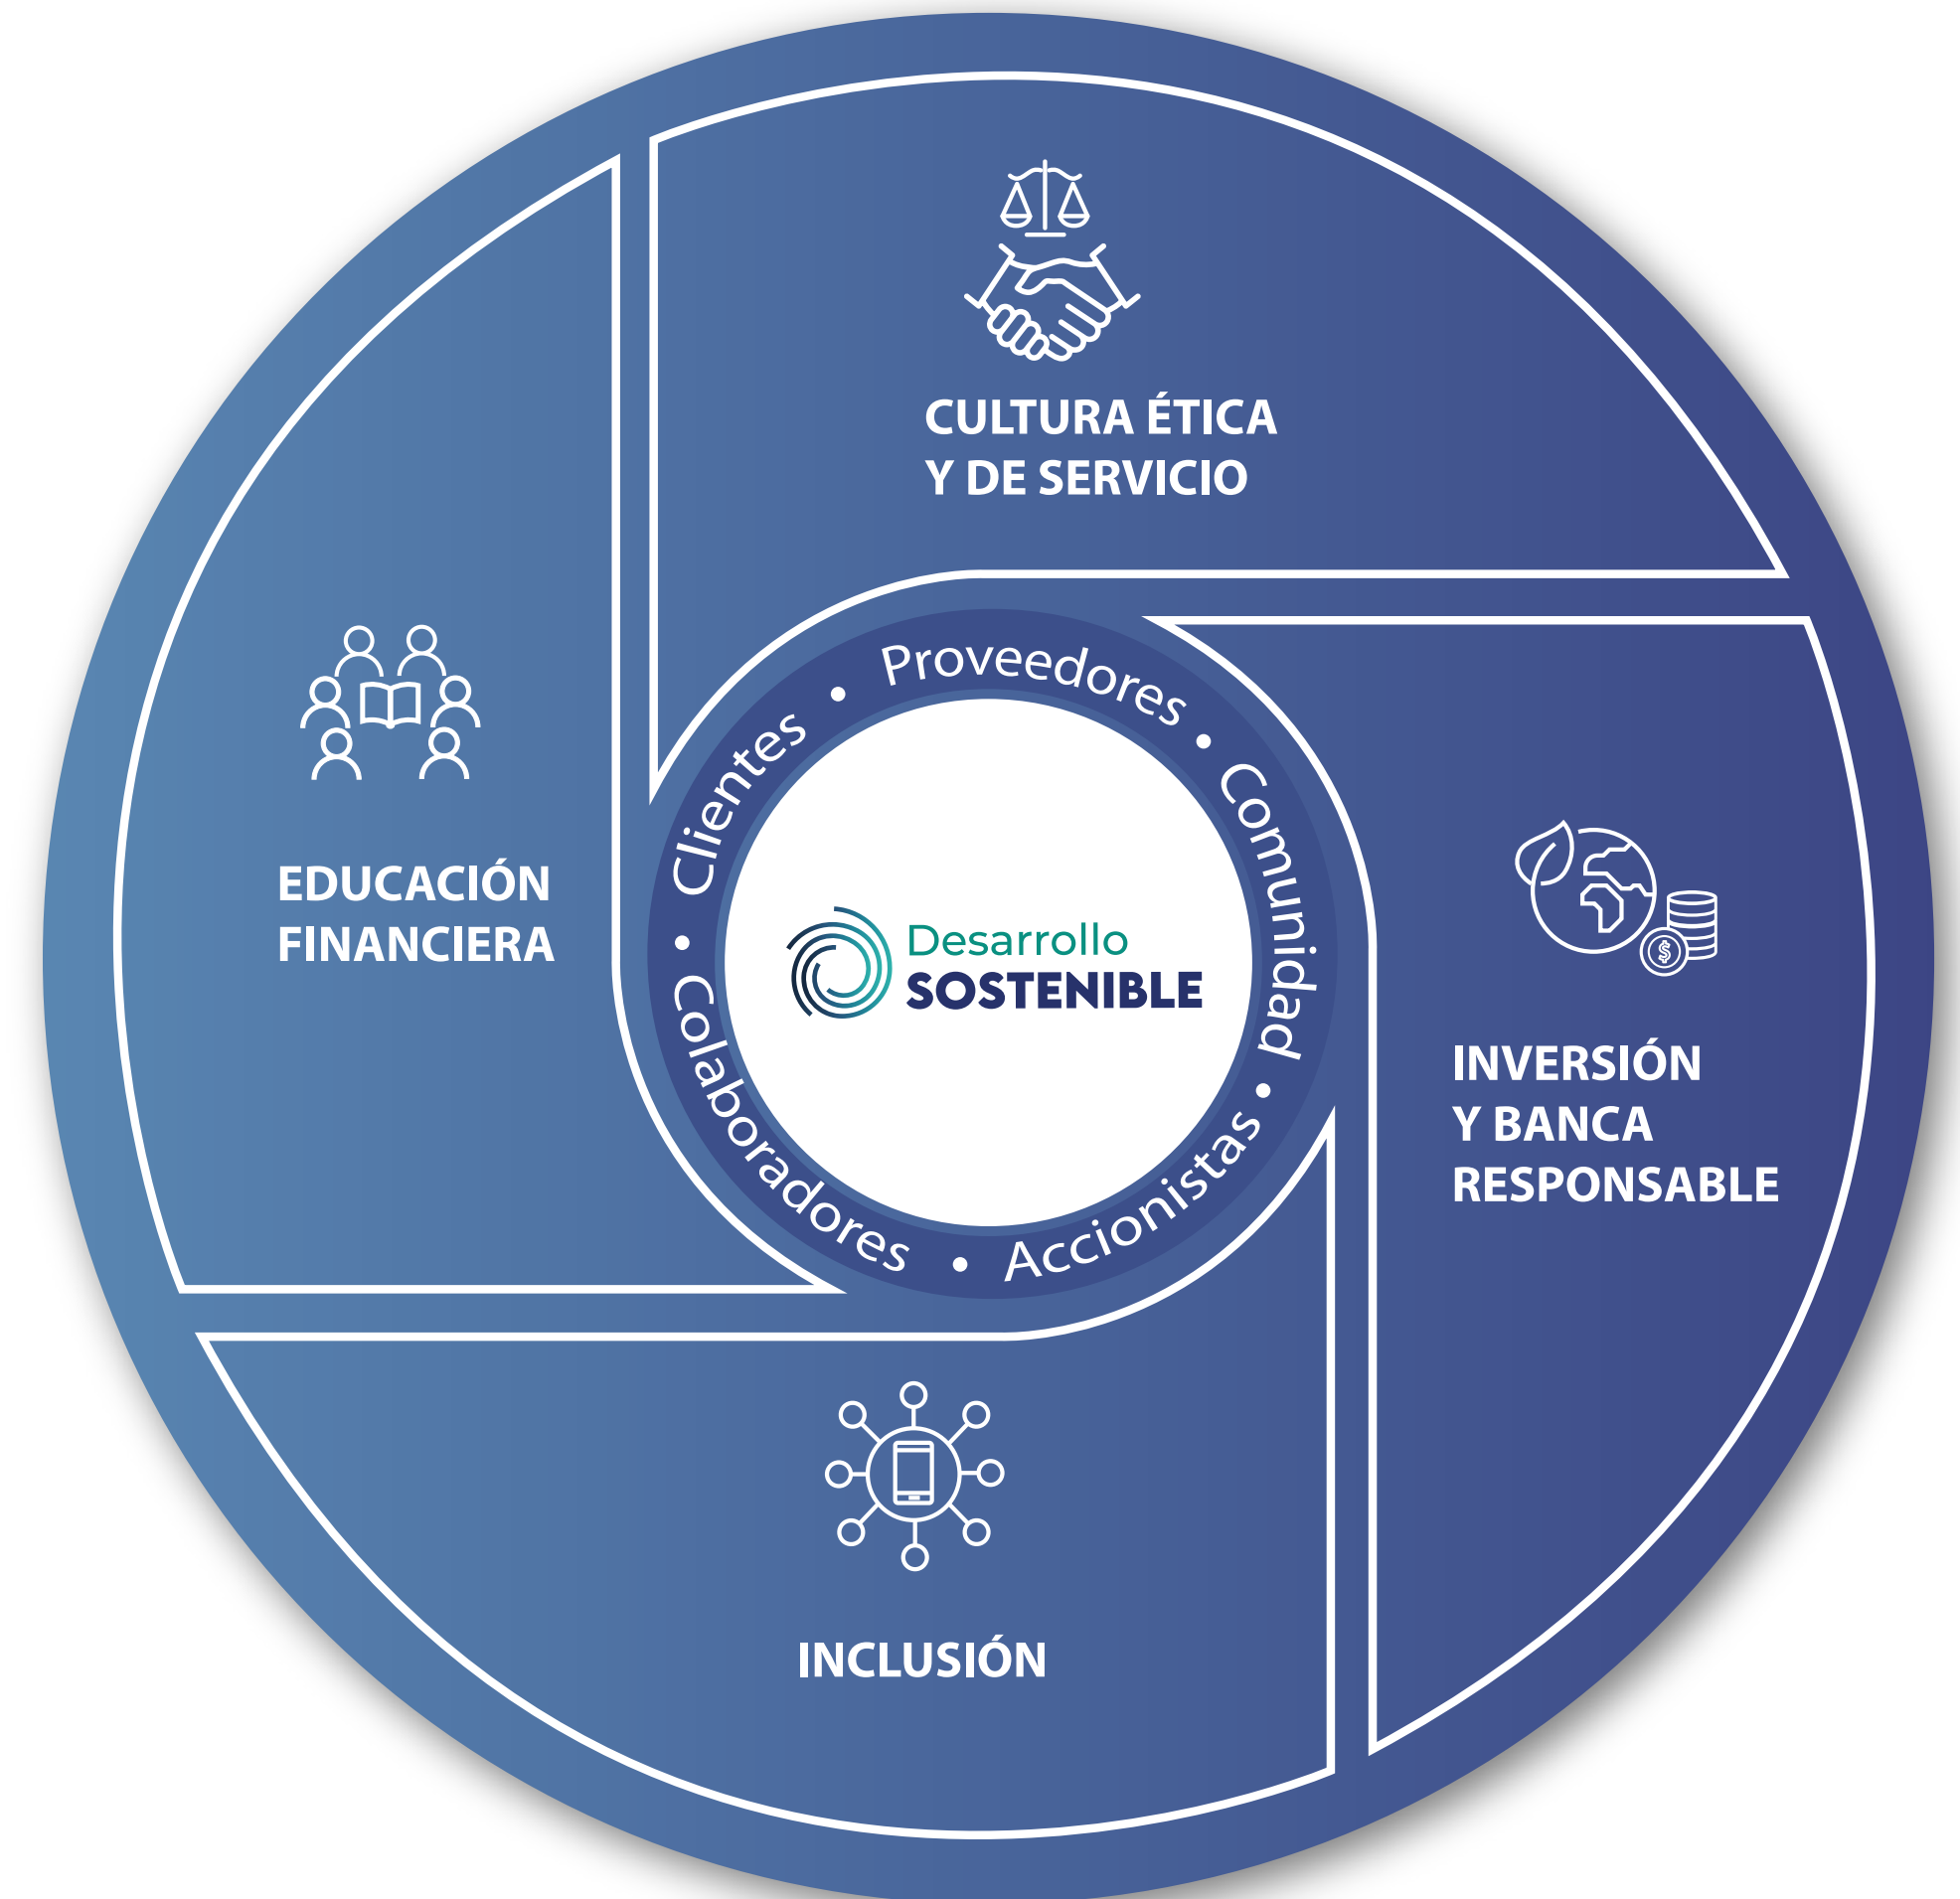 CULTURA ÉTICA
Y DE SERVICIO
EDUCACIÓN
FINANCIERA
INVERSIÓN
Y BANCA
RESPONSABLE
INCLUSIÓN
Clientes • Proveedores • Comunidad • Accionistas • Colaboradores •
Desarrollo
SOSTENIBLE
$